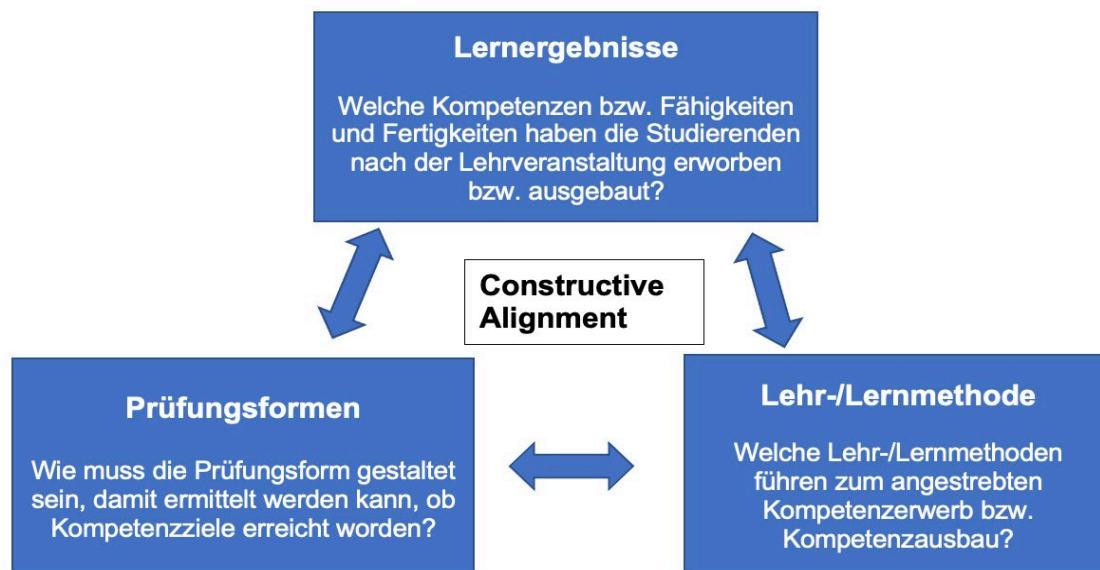 Lernergebnisse
Welche Kompetenzen bzw. Fähigkeiten
und Fertigkeiten haben die Studierenden
nach der Lehrveranstaltung erworben
bzw. ausgebaut?
Constructive
Alignment
Prüfungsformen
Wie muss die Prüfungsform gestaltet
sein, damit ermittelt werden kann, ob
Kompetenzziele erreicht worden?
Lehr-/Lernmethode
Welche Lehr-/Lernmethoden
führen zum angestrebten
Kompetenzerwerb bzw.
Kompetenzausbau?